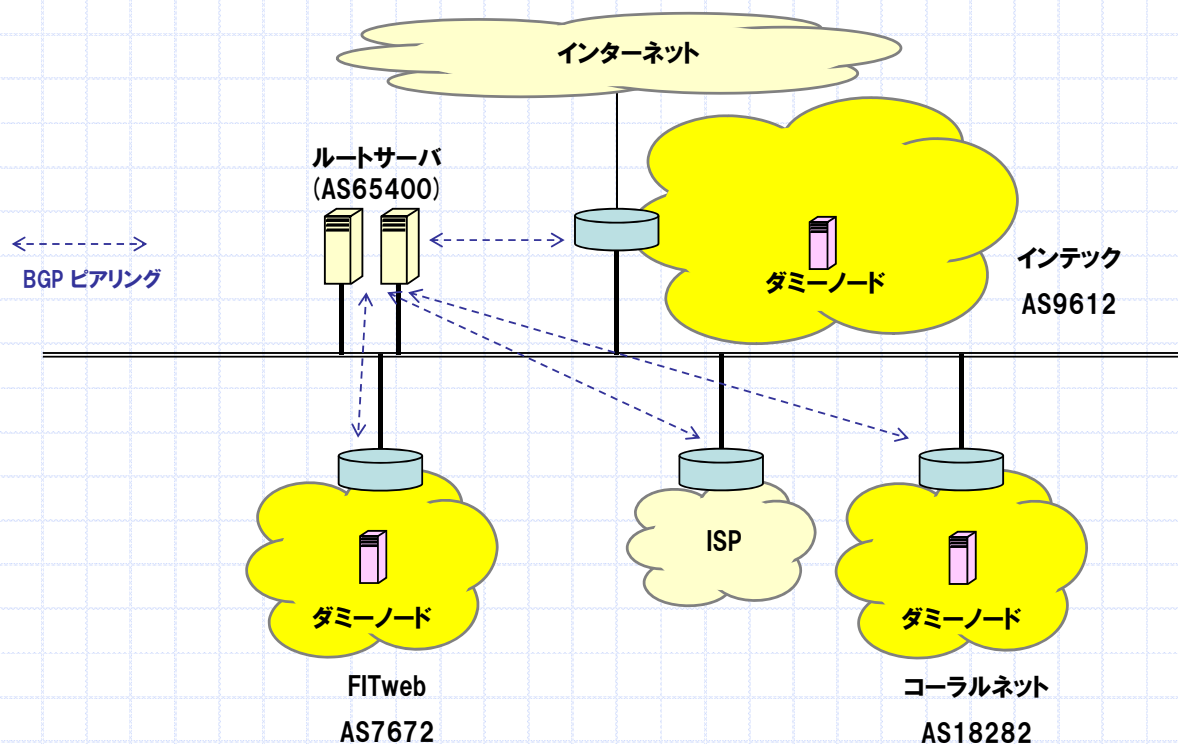 インターネット
ルートサーバ
(AS65400)
BGP ピアリング
ダミーノード
インテック
AS9612
ISP
ダミーノード
ダミーノード
FITweb
AS7672
コーラルネット
AS18282